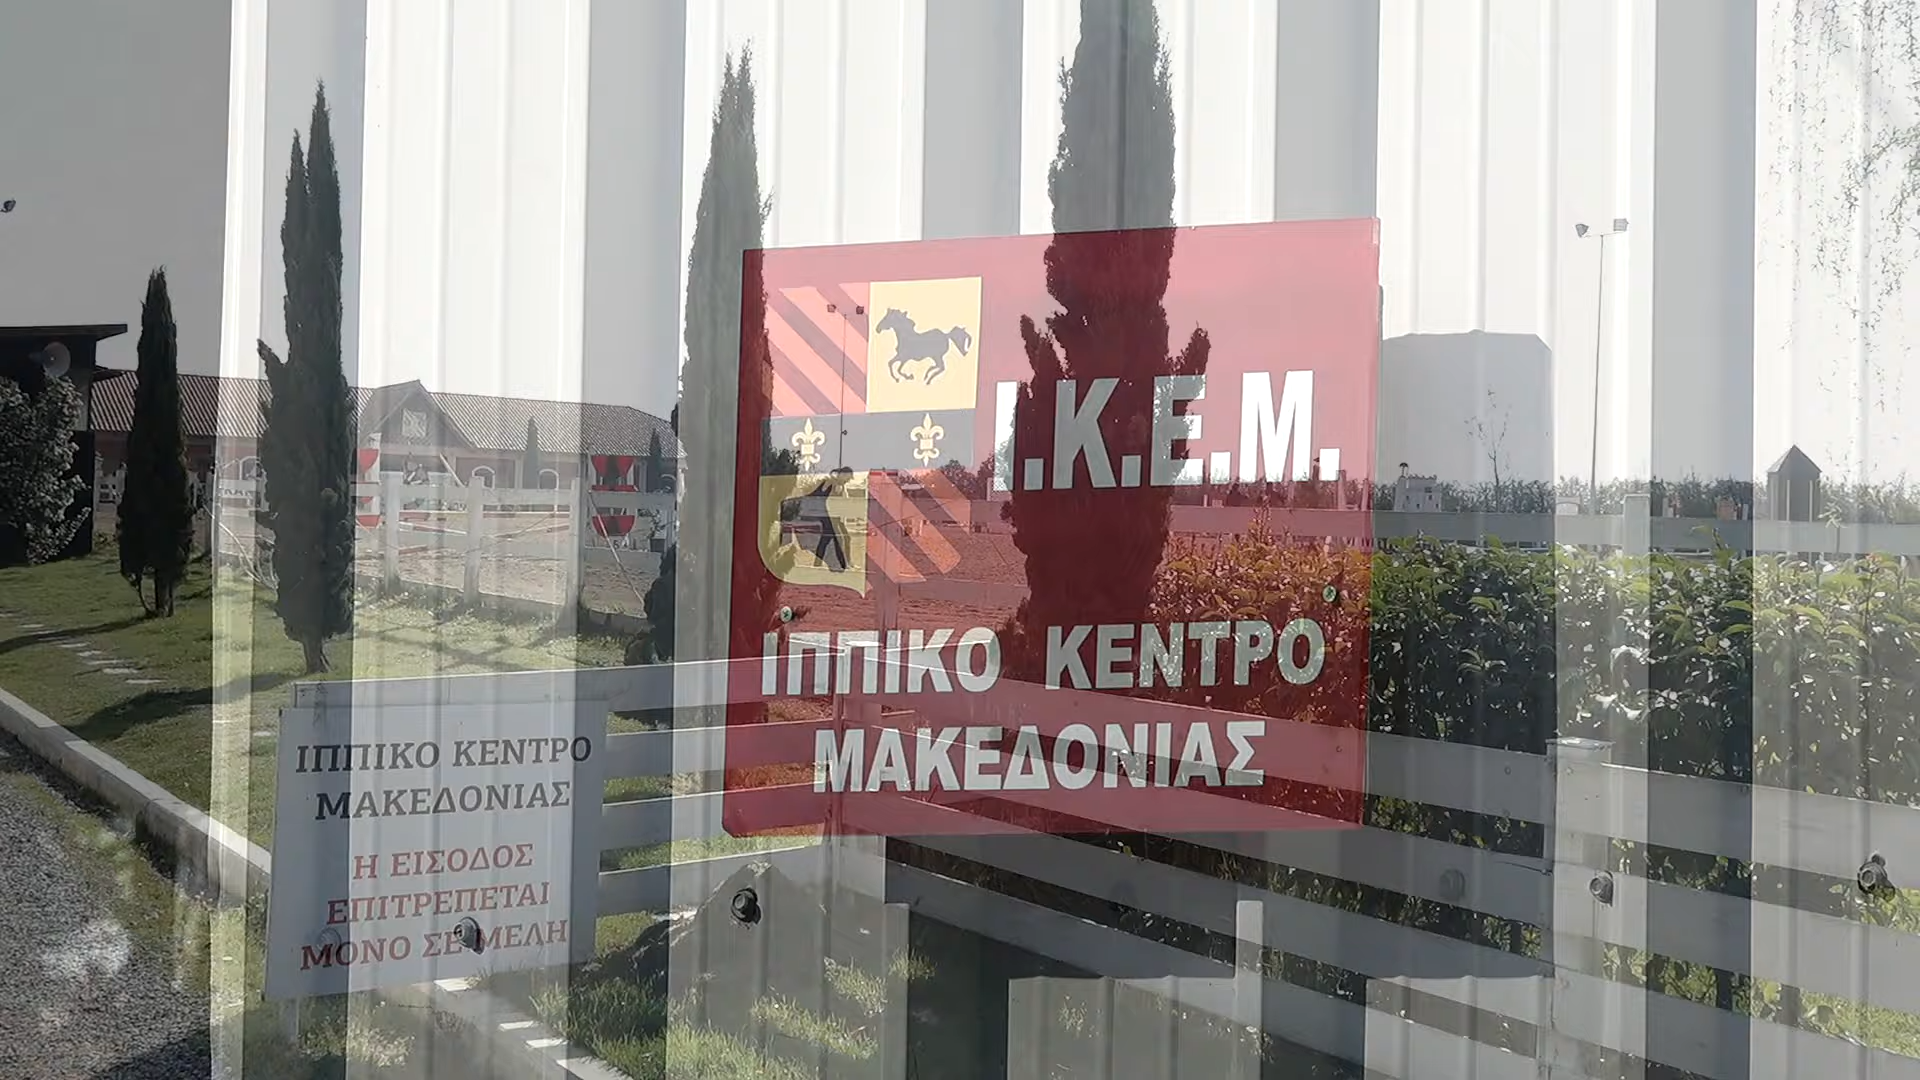 Ι.Κ.Ε.Μ.
ΙΠΠΙΚΟ ΚΕΝΤΡΟ
ΜΑΚΕΔΟΝΙΑΣ
ΙΠΠΙΚΟ ΚΕΝΤΡΟ
ΜΑΚΕΔΟΝΙΑΣ
Η ΕΙΣΟΔΟΣ
ΕΠΙΤΡΕΠΕΤΑΙ
ΜΟΝΟ ΣΕ ΜΕΛΗ